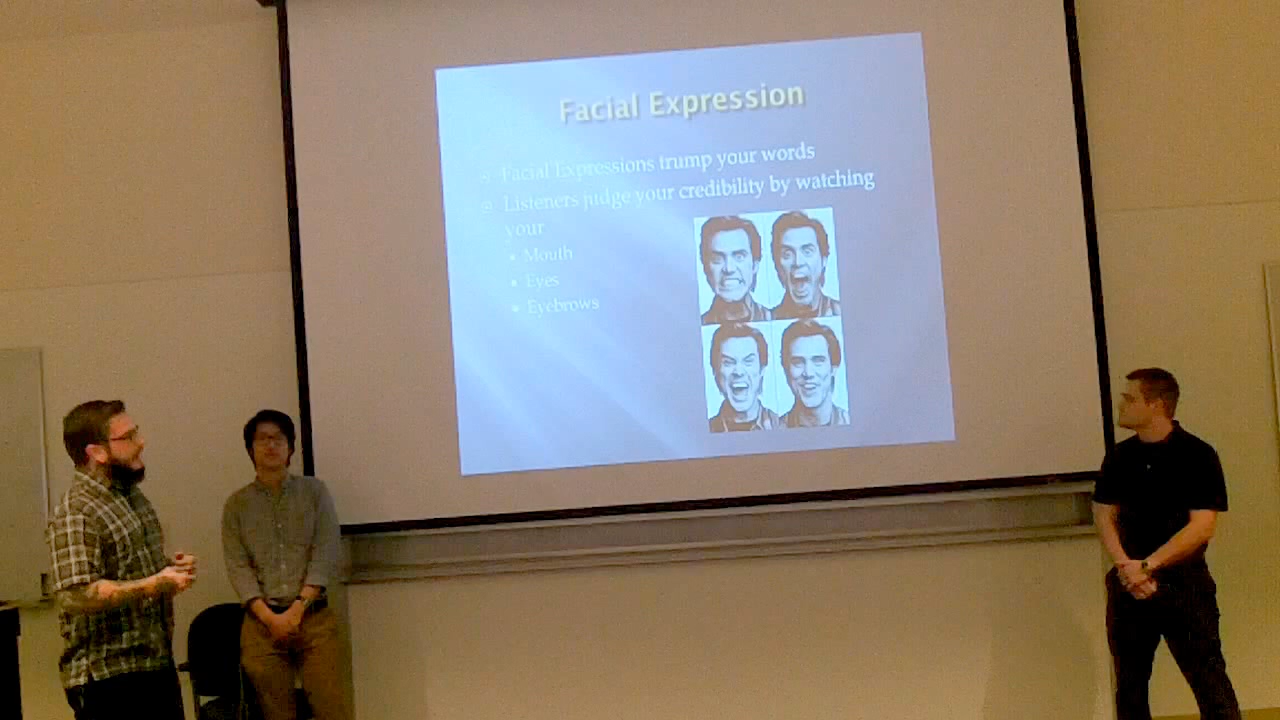 Facial Expression
Facial Expressions trump your words
Listeners judge your credibility by watching
your
Mouth
Eyes
Eyebrows